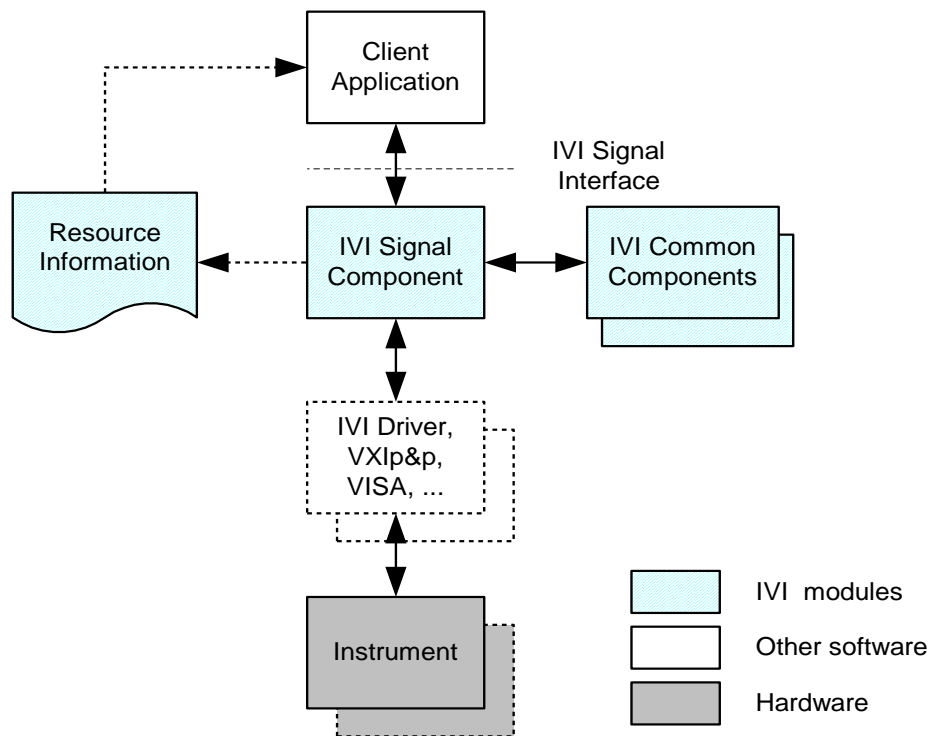 Client
Application
IVI Signal
Interface
Resource
Information
IVI Signal
Component
IVI Common
Components
IVI Driver,
VXIp&p,
VISA, ...
Instrument
IVI modules
Other software
Hardware